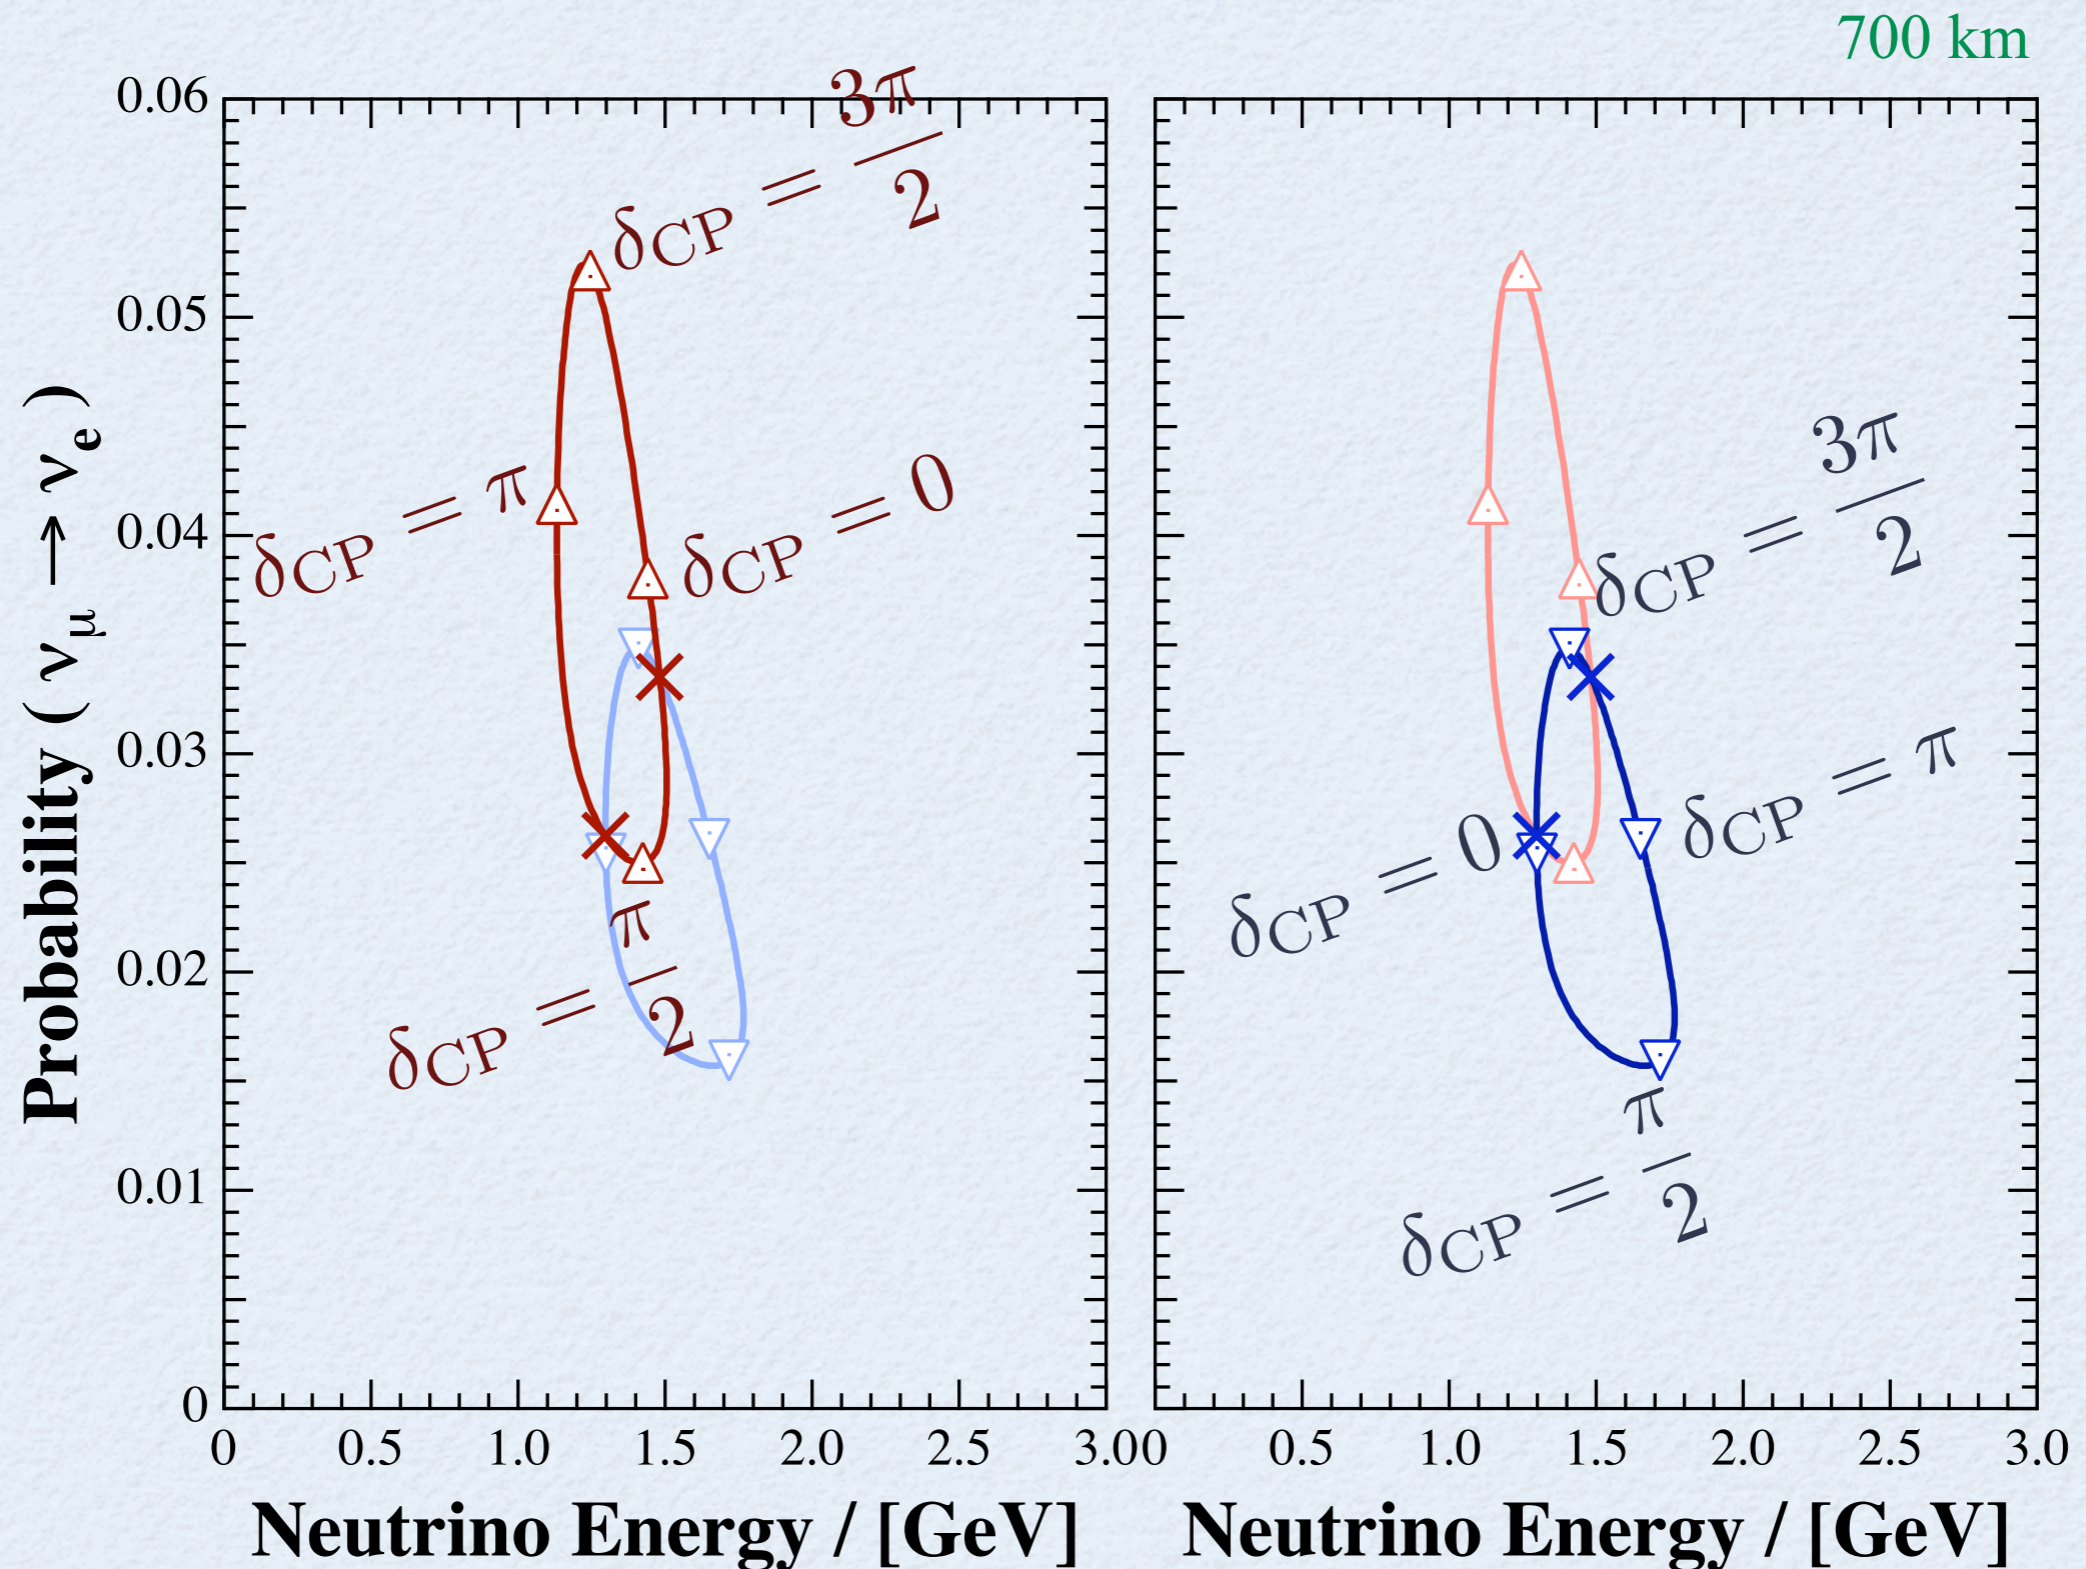 700 km
Probability ( νμ → νe )
0.06
0.05
0.04
0.03
0.02
0.01
0
δCP = 3π/2
δCP = π
δCP = 0
δCP = π/2
δCP = 3π/2
δCP = π
δCP = 0
δCP = π/2
0 0.5 1.0 1.5 2.0 2.5 3.0 0 0.5 1.0 1.5 2.0 2.5 3.0
Neutrino Energy / [GeV] Neutrino Energy / [GeV]